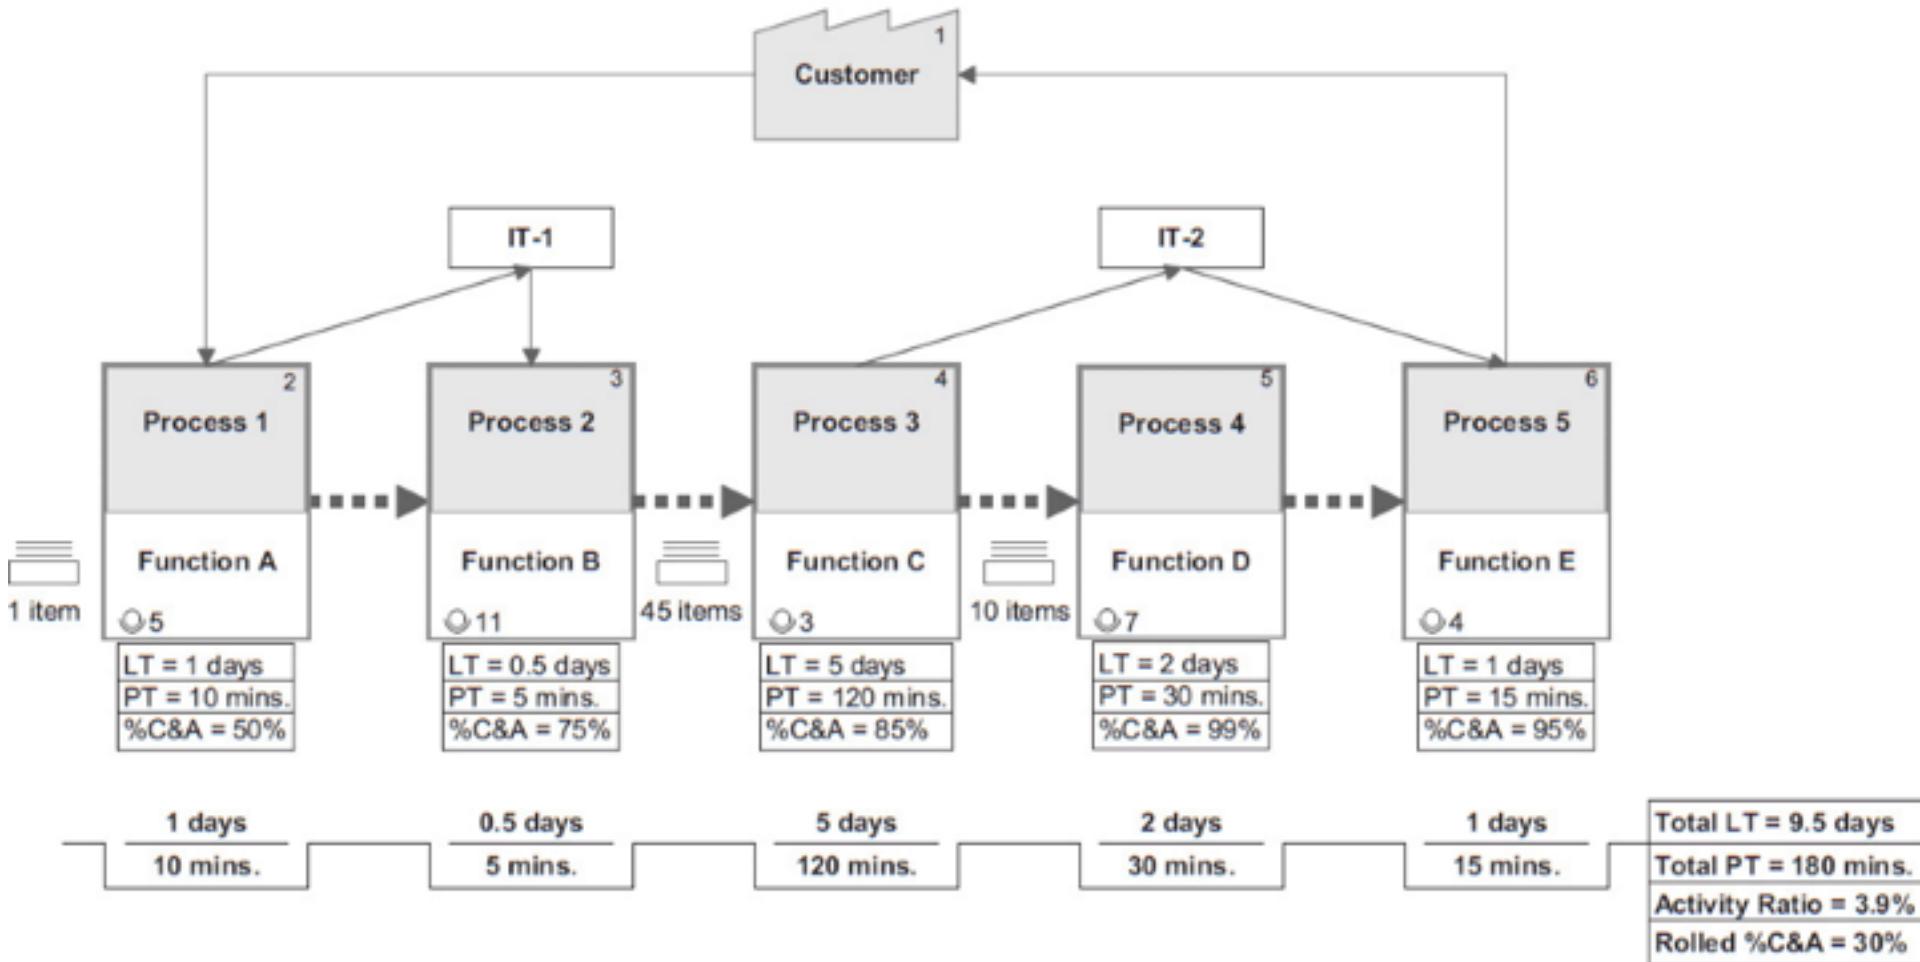 1
Customer
IT-1
IT-2
2
Process 1
Function A
5
LT = 1 days
PT = 10 mins.
%C&A = 50%
3
Process 2
Function B
11
LT = 0.5 days
PT = 5 mins.
%C&A = 75%
4
Process 3
Function C
3
LT = 5 days
PT = 120 mins.
%C&A = 85%
5
Process 4
Function D
7
LT = 2 days
PT = 30 mins.
%C&A = 99%
6
Process 5
Function E
4
LT = 1 days
PT = 15 mins.
%C&A = 95%
1 item
45 items
10 items
1 days
10 mins.
0.5 days
5 mins.
5 days
120 mins.
2 days
30 mins.
1 days
15 mins.
Total LT = 9.5 days
Total PT = 180 mins.
Activity Ratio = 3.9%
Rolled %C&A = 30%